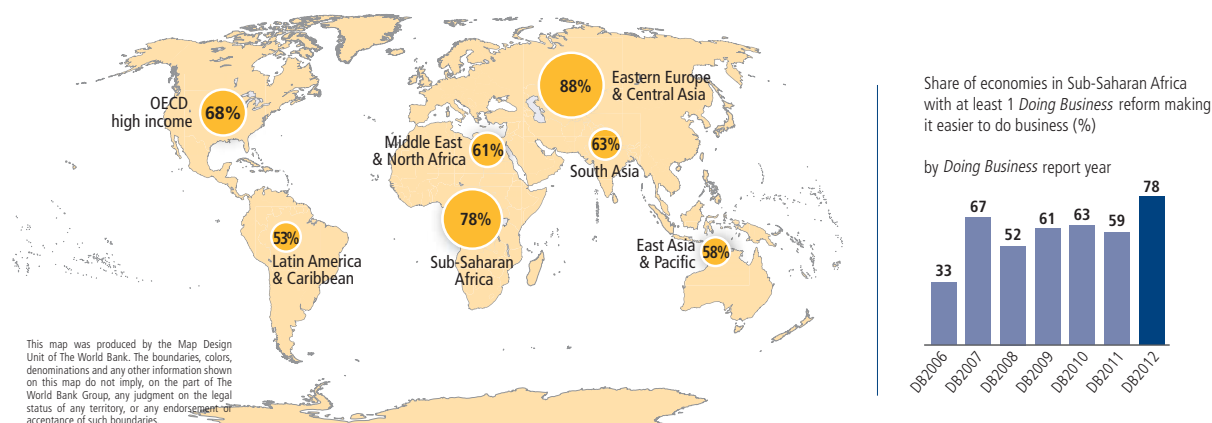 OECD
high income
68%
88%
Eastern Europe
& Central Asia
Middle East
& North Africa
61%
63%
South Asia
78%
Sub-Saharan
Africa
53%
Latin America
& Caribbean
East Asia
& Pacific
58%
This map was produced by the Map Design
Unit of The World Bank. The boundaries, colors,
denominations and any other information shown
on this map do not imply, on the part of The
World Bank Group, any judgment on the legal
status of any territory, or any endorsement or
acceptance of such boundaries.
Share of economies in Sub-Saharan Africa
with at least 1 Doing Business reform making
it easier to do business (%)
by Doing Business report year
33
67
52
61
63
59
78
DB2006
DB2007
DB2008
DB2009
DB2010
DB2011
DB2012